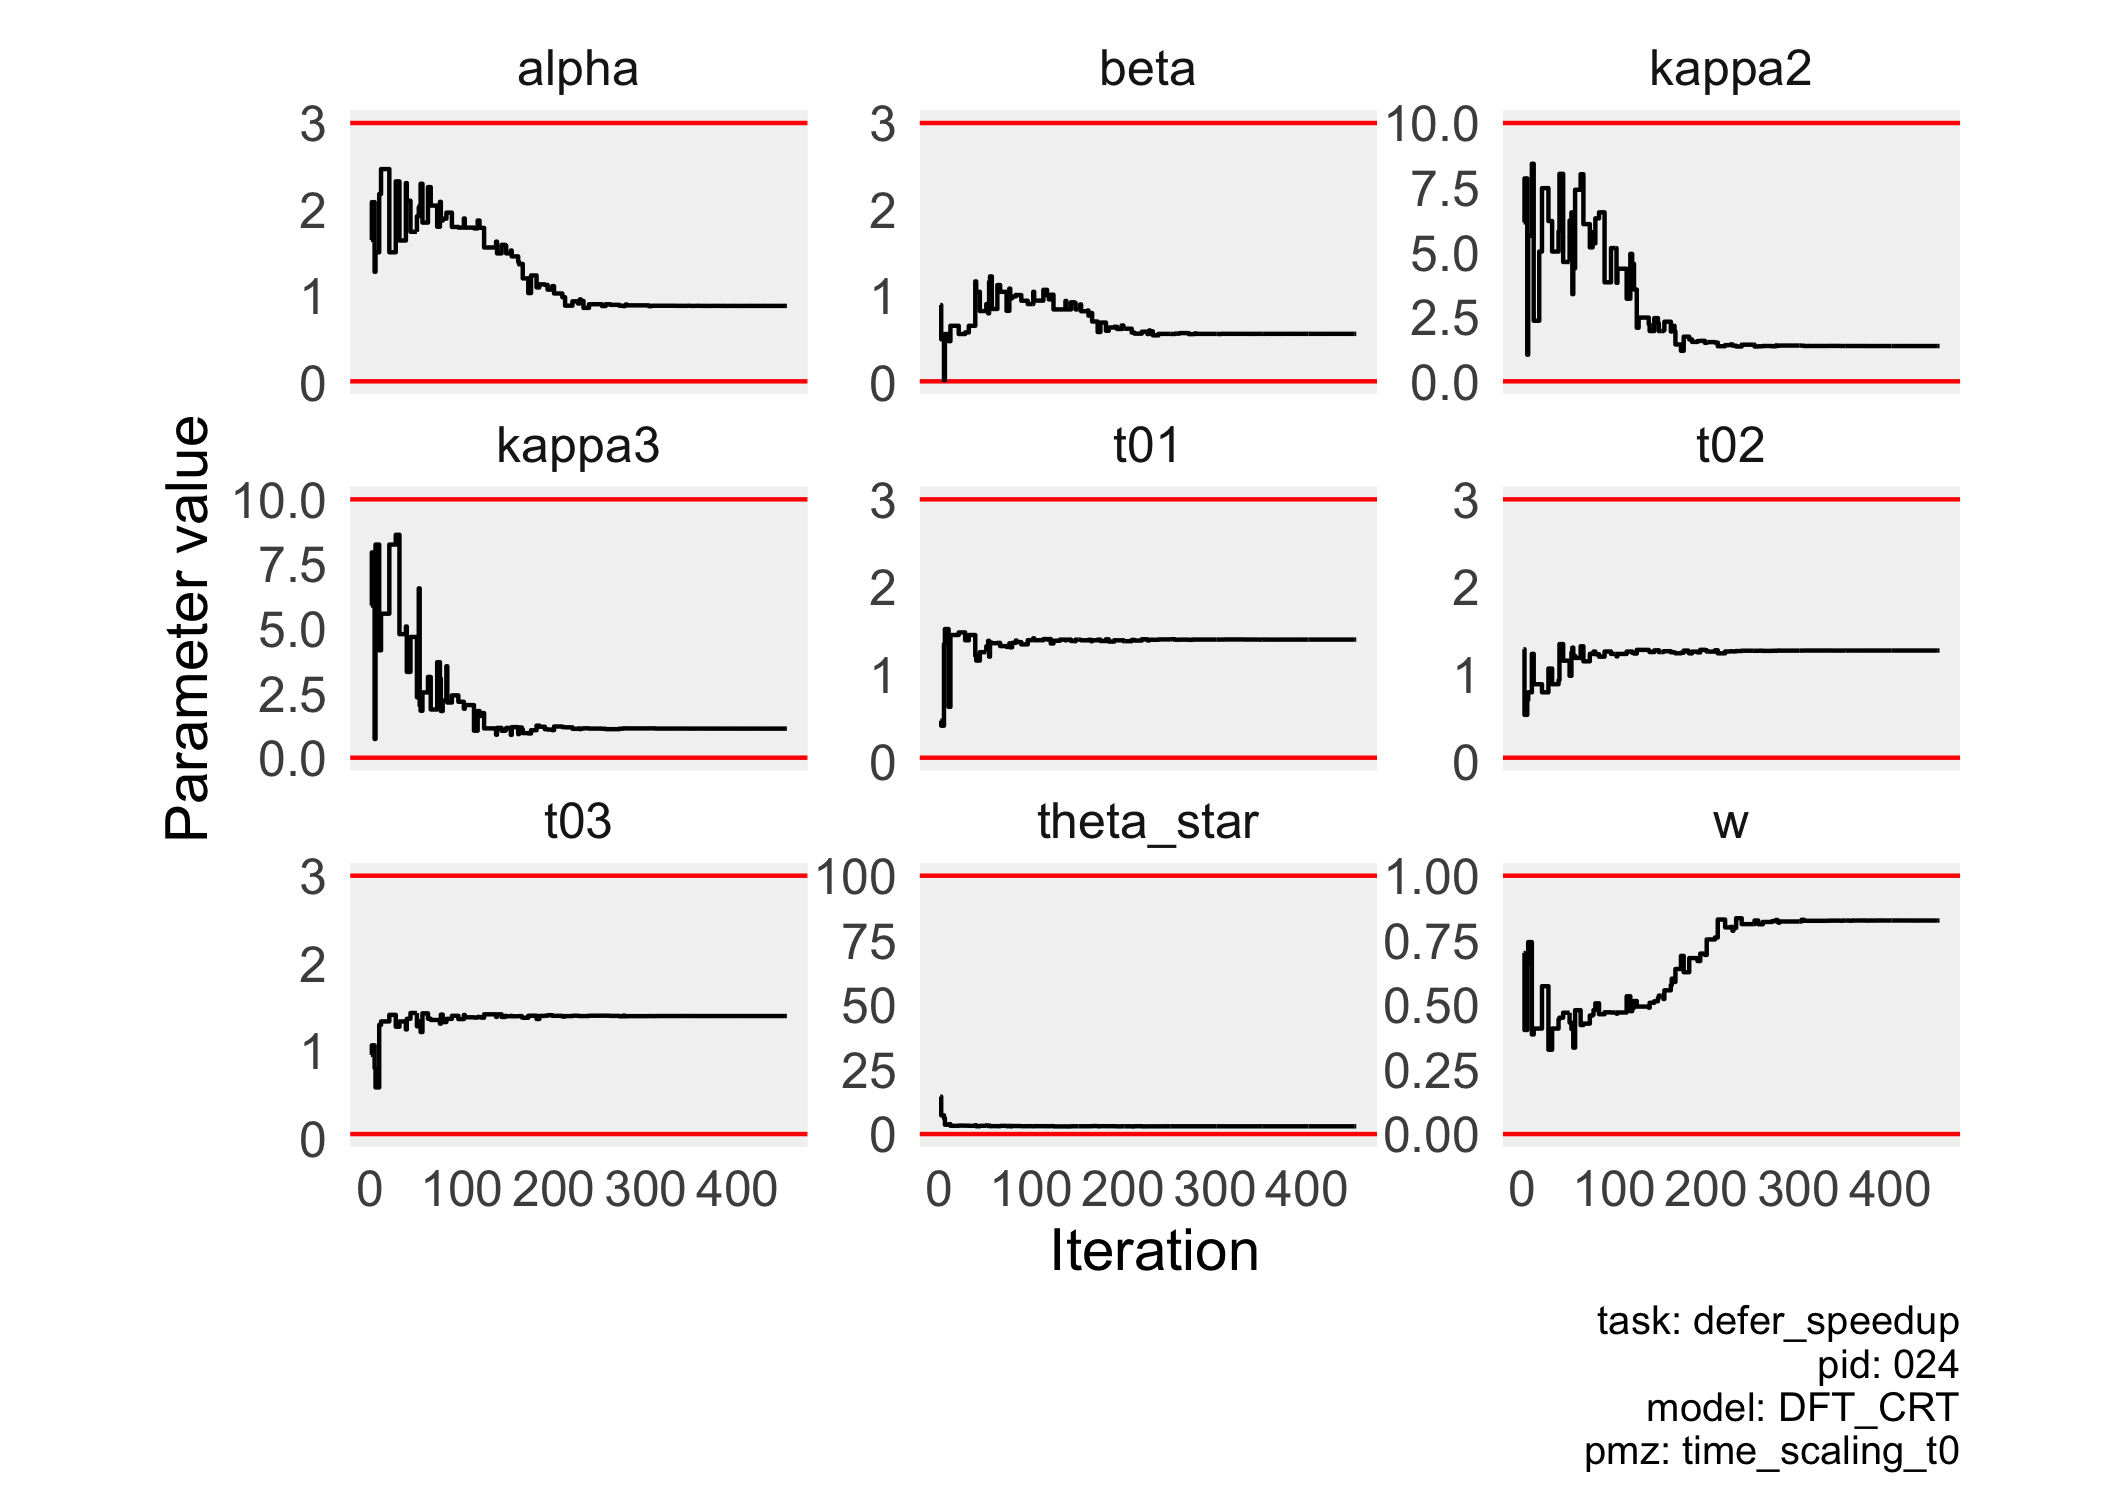 alpha
beta
kappa2
3
2
1
0
3
2
1
0
10.0
7.5
5.0
2.5
0.0
kappa3
t01
t02
10.0
7.5
5.0
2.5
0.0
3
2
1
0
3
2
1
0
t03
theta_star
w
3
2
1
0
100
75
50
25
0
1.00
0.75
0.50
0.25
0.00
0 100 200 300 400
0 100 200 300 400
0 100 200 300 400
Parameter value
Iteration
task: defer_speedup
pid: 024
model: DFT_CRT
pmz: time_scaling_t0